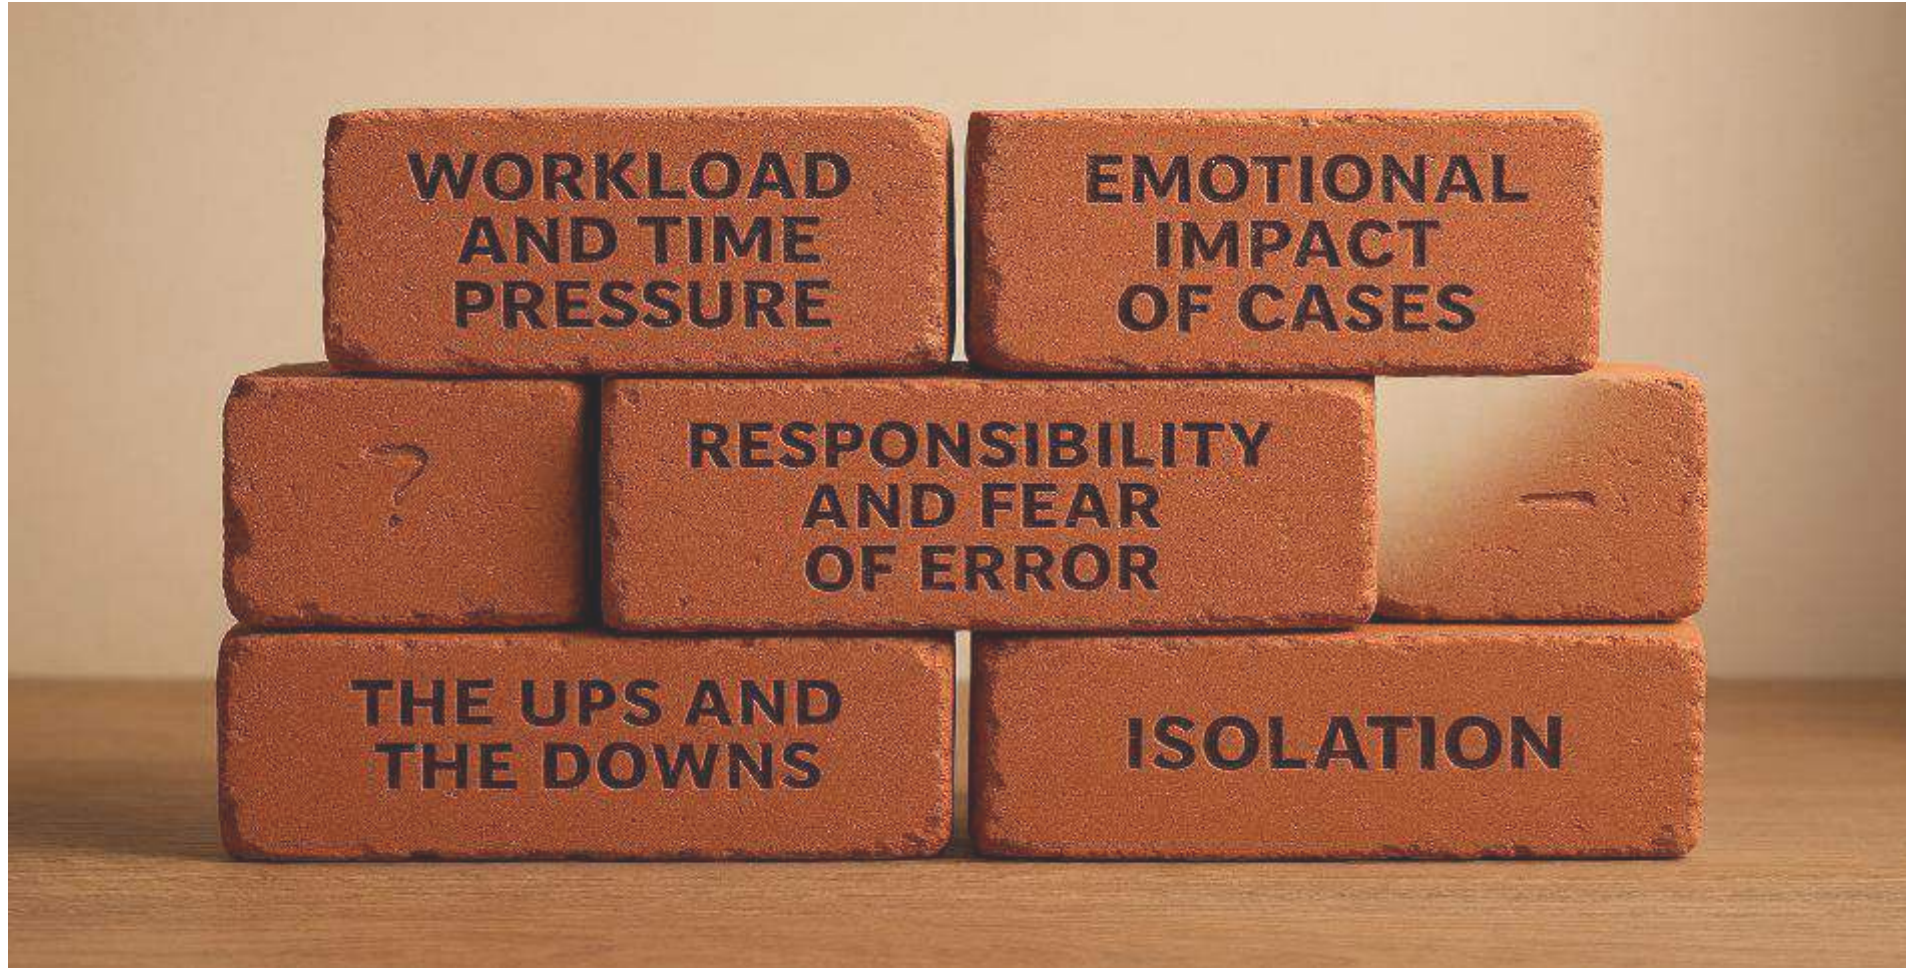 WORKLOAD
AND TIME
PRESSURE
EMOTIONAL
IMPACT
OF CASES
?
RESPONSIBILITY
AND FEAR
OF ERROR
THE UPS AND
THE DOWNS
ISOLATION